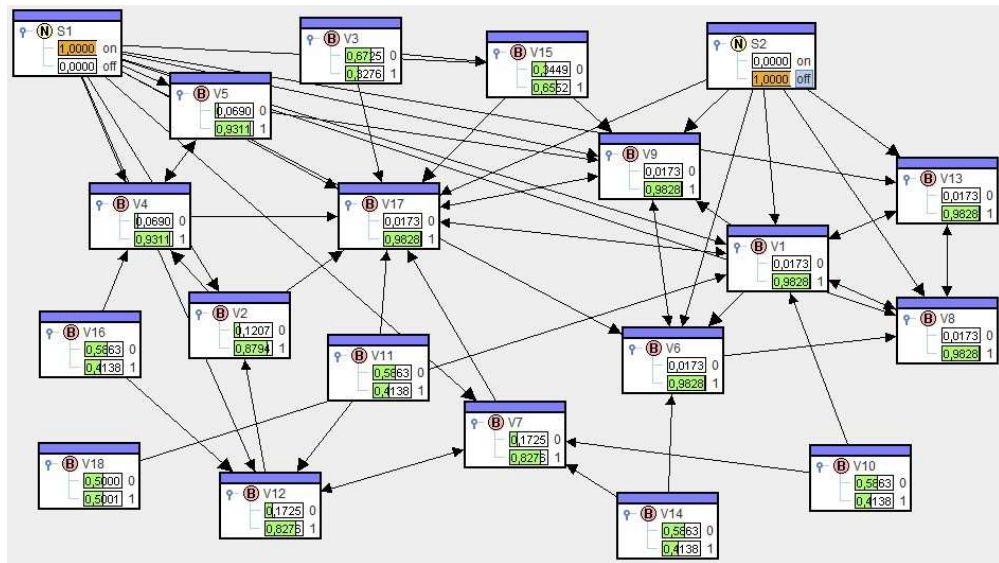 N S1
1,0000 on
0,0000 off
B V3
0,6725 0
0,3276 1
B V15
0,3449 0
0,6552 1
N S2
0,0000 on
1,0000 off
B V5
0,0690 0
0,9311 1
B V9
0,0173 0
0,9828 1
B V13
0,0173 0
0,9828 1
B V4
0,0690 0
0,9311 1
B V17
0,0173 0
0,9828 1
B V1
0,0173 0
0,9828 1
B V2
0,1207 0
0,8794 1
B V8
0,0173 0
0,9828 1
B V16
0,5863 0
0,4138 1
B V11
0,5863 0
0,4138 1
B V6
0,0173 0
0,9828 1
B V7
0,1725 0
0,8276 1
B V18
0,5000 0
0,5001 1
B V10
0,5863 0
0,4138 1
B V12
0,1725 0
0,8276 1
B V14
0,5863 0
0,4138 1